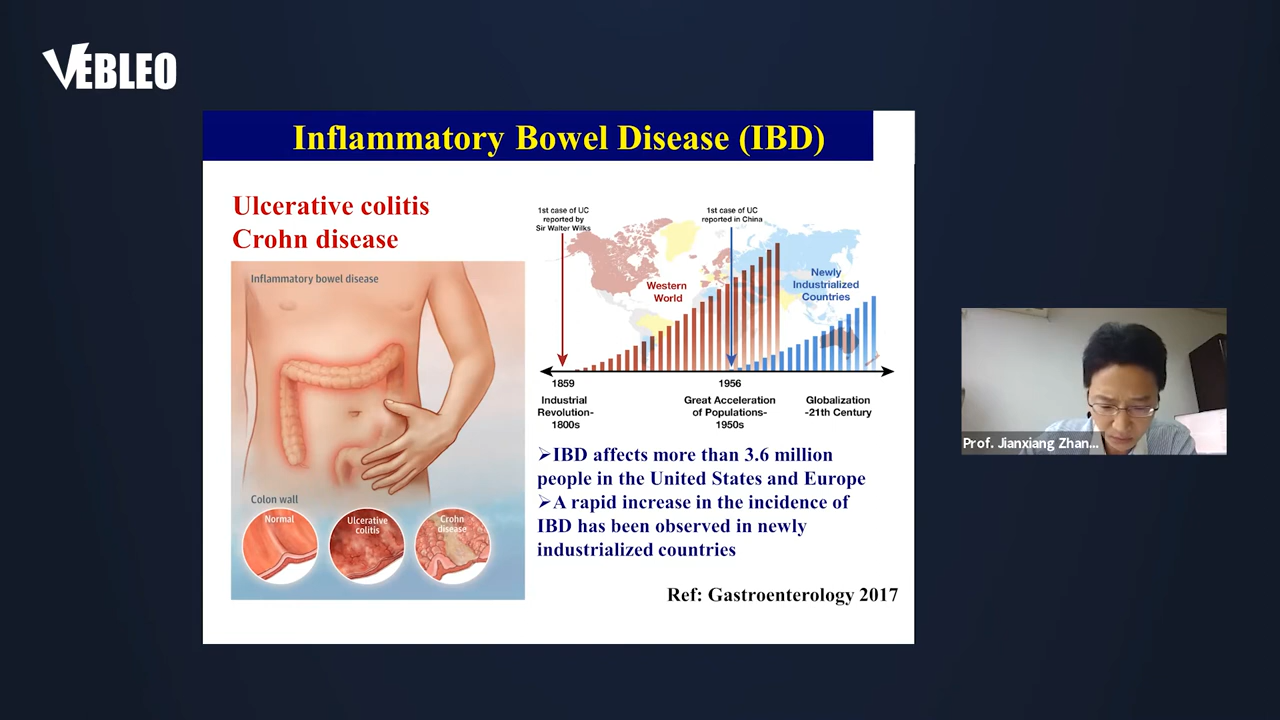 VEBLEO
Inflammatory Bowel Disease (IBD)
Ulcerative colitis
Crohn disease
Inflammatory bowel disease
Colon wall
Normal
Ulcerative
colitis
Crohn
disease
1st case of UC
reported by
Sir Walter Wilks
1st case of UC
reported in China
Western
World
Newly
Industrialized
Countries
1859
1956
Industrial
Revolution-
1800s
Great Acceleration
of Populations-
1950s
Globalization
-21th Century
➢IBD affects more than 3.6 million
people in the United States and Europe
➢A rapid increase in the incidence of
IBD has been observed in newly
industrialized countries
Ref: Gastroenterology 2017
Prof. Jianxiang Zhan...